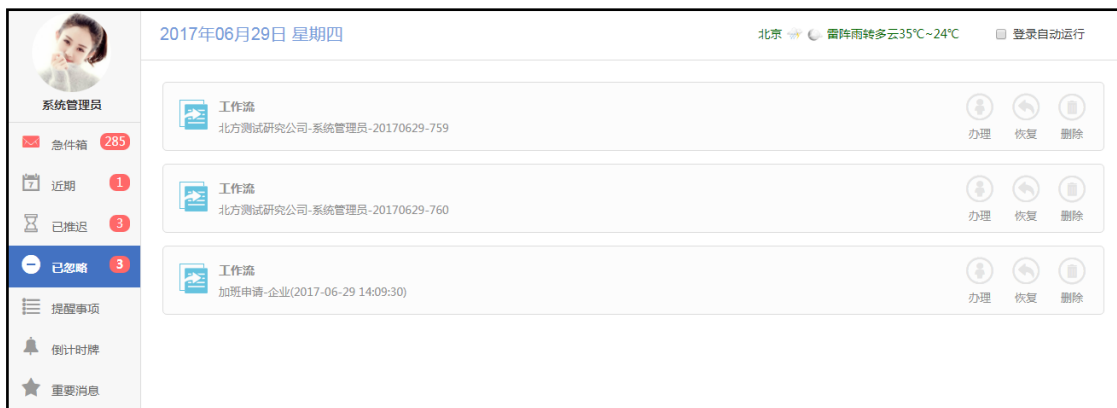 2017年06月29日 星期四
北京 雷阵雨转多云35℃~24℃ 登录自动运行
系统管理员
急件箱 285
近期 1
已推迟 3
已忽略 3
提醒事项
倒计时牌
重要消息
工作流
北方测试研究公司-系统管理员-20170629-759
办理 恢复 删除
工作流
北方测试研究公司-系统管理员-20170629-760
办理 恢复 删除
工作流
加班申请-企业(2017-06-29 14:09:30)
办理 恢复 删除